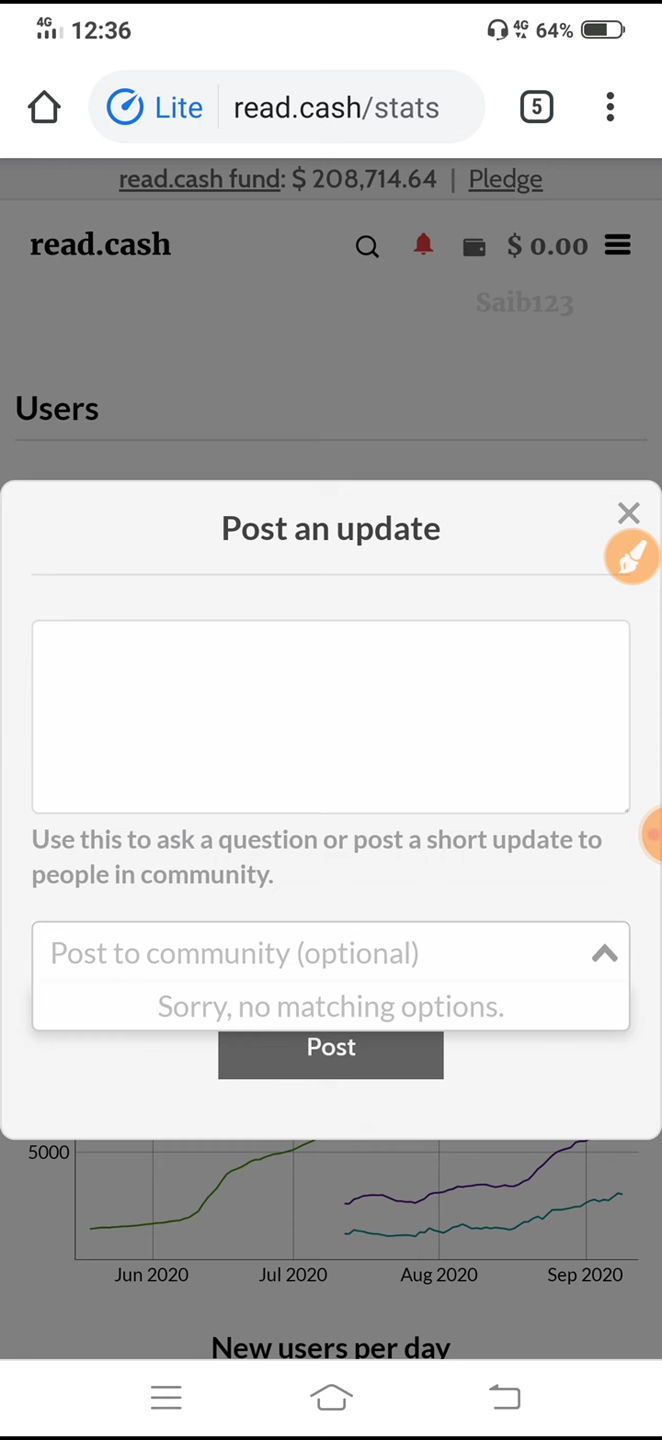 4G 12:36 4G 64%
Lite read.cash/stats 5
read.cash fund: $ 208,714.64 | Pledge
read.cash $ 0.00
Saib123
Users
Post an update
Use this to ask a question or post a short update to
people in community.
Post to community (optional)
Sorry, no matching options.
Post
5000
Jun 2020 Jul 2020 Aug 2020 Sep 2020
New users per day